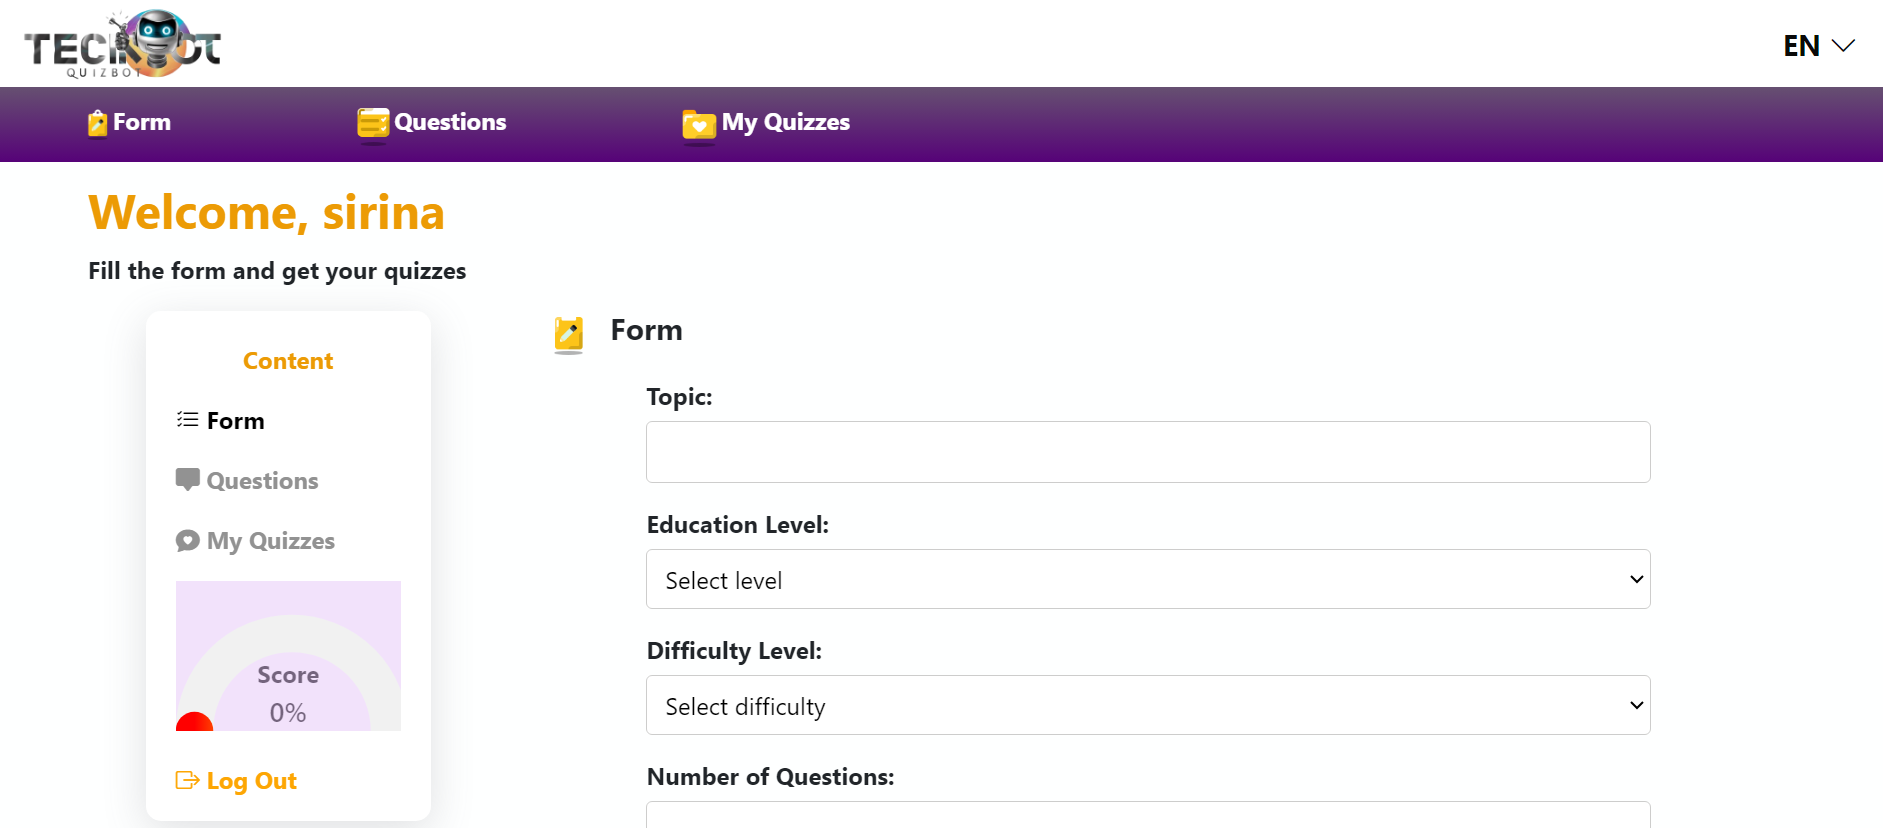 TECHBOT
QUIZBOT
EN
Form
Questions
My Quizzes
Welcome, sirina
Fill the form and get your quizzes
Content
Form
Questions
My Quizzes
Score
0%
Log Out
Form
Topic:
Education Level:
Select level
Difficulty Level:
Select difficulty
Number of Questions: